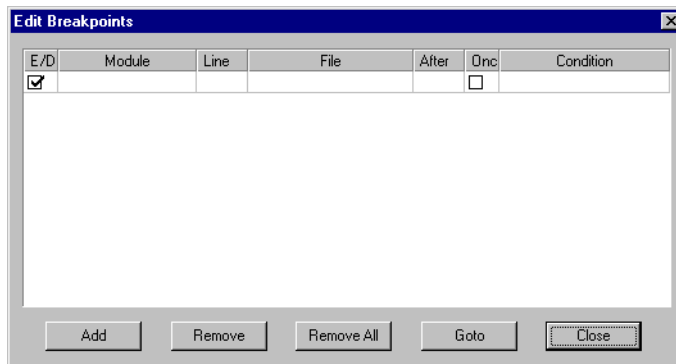 Edit Breakpoints
E/D Module Line File After Onc Condition
Add Remove Remove All Goto Close